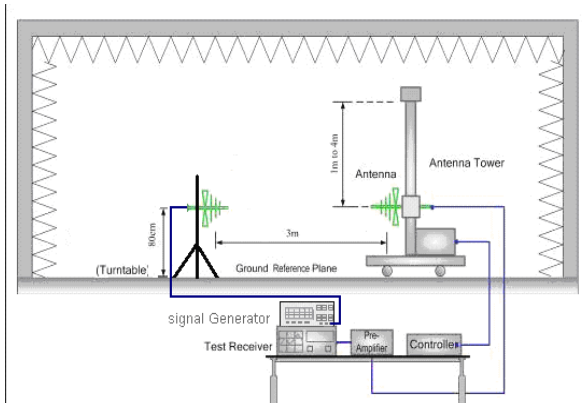 1m to 4m
Antenna
Antenna Tower
80cm
3m
(Turntable)
Ground Reference Plane
signal Generator
Test Receiver
Pre-
Amplifier
Controller